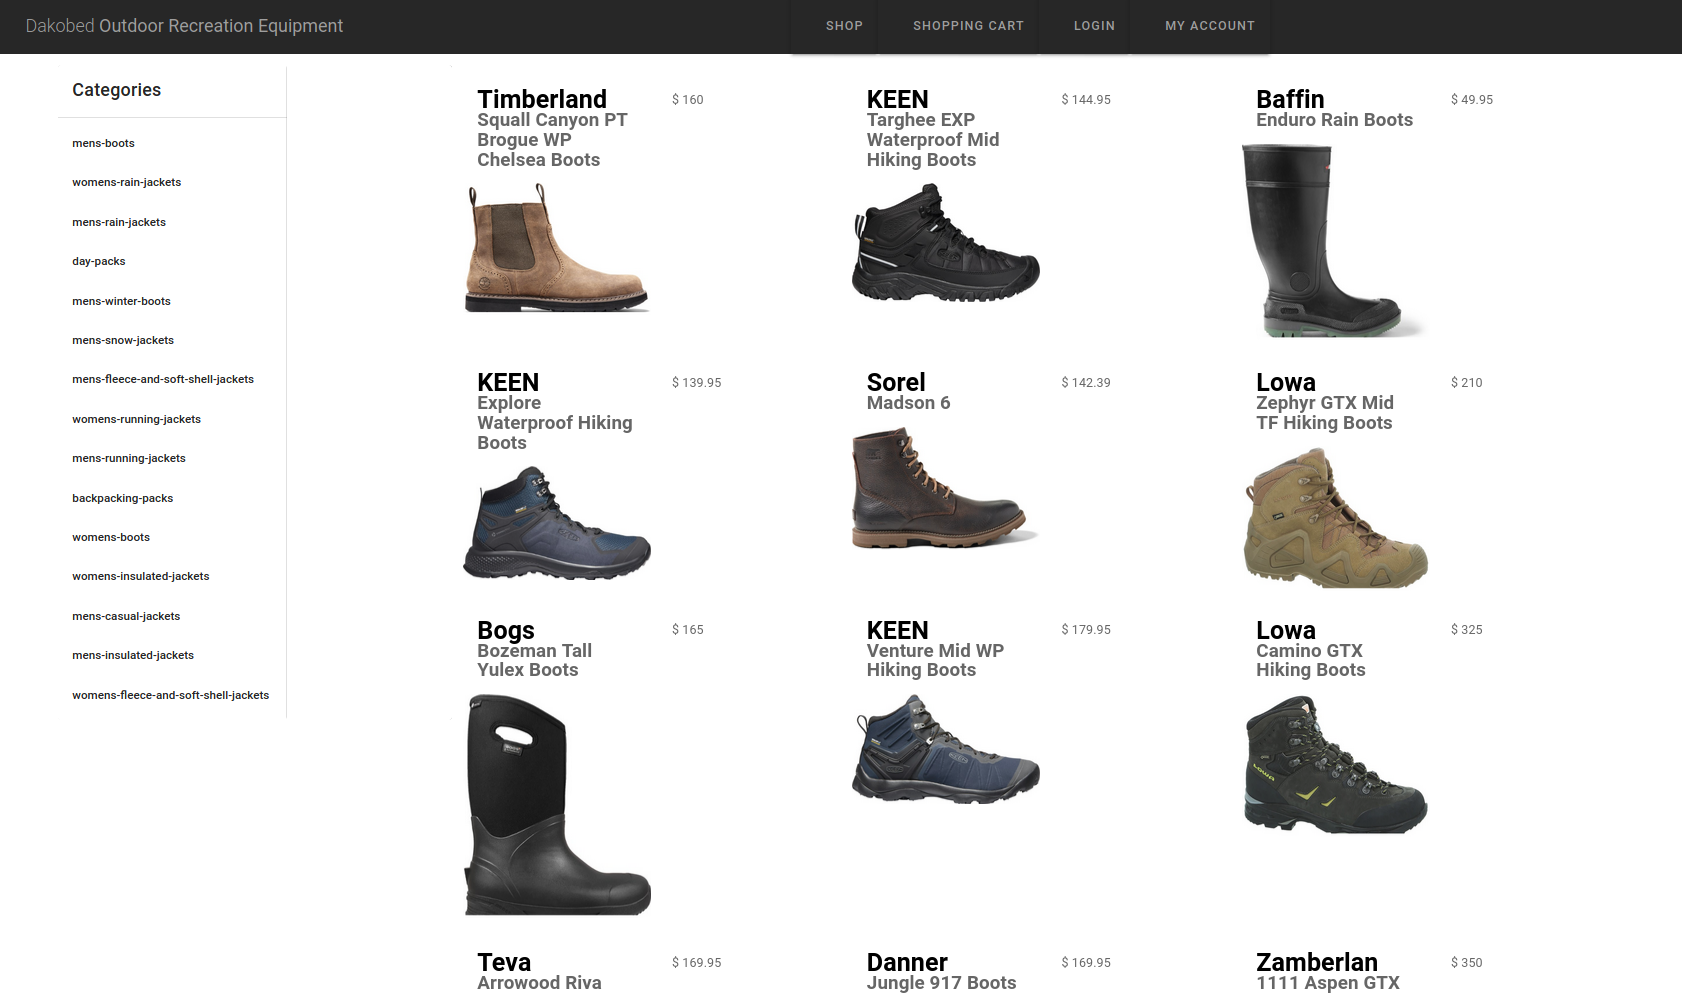 Dakobed Outdoor Recreation Equipment
SHOP
SHOPPING CART
LOGIN
MY ACCOUNT
Categories
mens-boots
womens-rain-jackets
mens-rain-jackets
day-packs
mens-winter-boots
mens-snow-jackets
mens-fleece-and-soft-shell-jackets
womens-running-jackets
mens-running-jackets
backpacking-packs
womens-boots
womens-insulated-jackets
mens-casual-jackets
mens-insulated-jackets
womens-fleece-and-soft-shell-jackets
Timberland
$ 160
Squall Canyon PT
Brogue WP
Chelsea Boots
KEEN
$ 144.95
Targhee EXP
Waterproof Mid
Hiking Boots
Baffin
$ 49.95
Enduro Rain Boots
KEEN
$ 139.95
Explore
Waterproof Hiking
Boots
Sorel
$ 142.39
Madson 6
Lowa
$ 210
Zephyr GTX Mid
TF Hiking Boots
Bogs
$ 165
Bozeman Tall
Yulex Boots
KEEN
$ 179.95
Venture Mid WP
Hiking Boots
Lowa
$ 325
Camino GTX
Hiking Boots
LOWA
Teva
$ 169.95
Arrowood Riva
Danner
$ 169.95
Jungle 917 Boots
Zamberlan
$ 350
1111 Aspen GTX